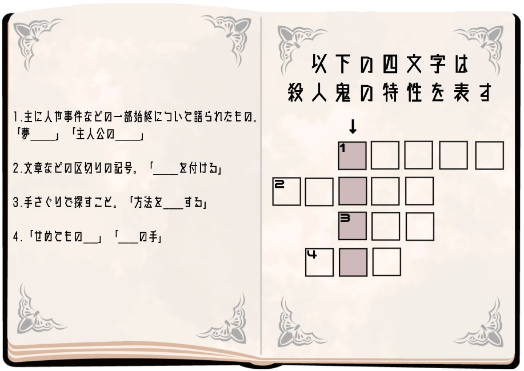 1.主に人や事件などの一部始終について語られたもの。
「夢____」「主人公の____」
2.文章などの区切りの記号。「____を付ける」
3.手さぐりで探すこと。「方法を___する」
4.「せめてもの__」「___の手」
以下の四文字は
殺人鬼の特性を表す
↓
1
2
3
4